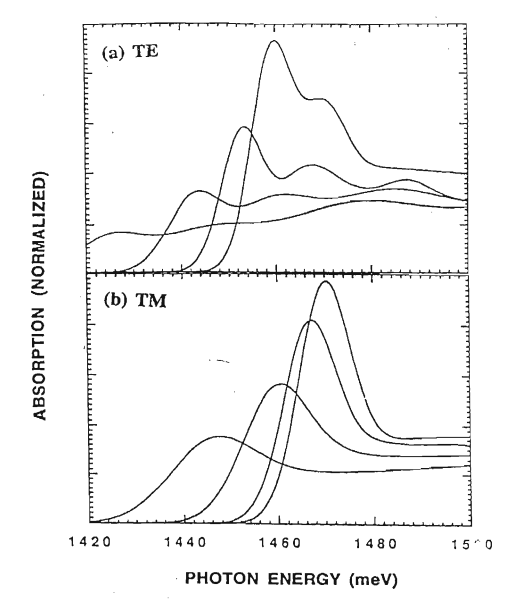 (a) TE
(b) TM
ABSORPTION (NORMALIZED)
1420 1440 1460 1480
PHOTON ENERGY (meV)